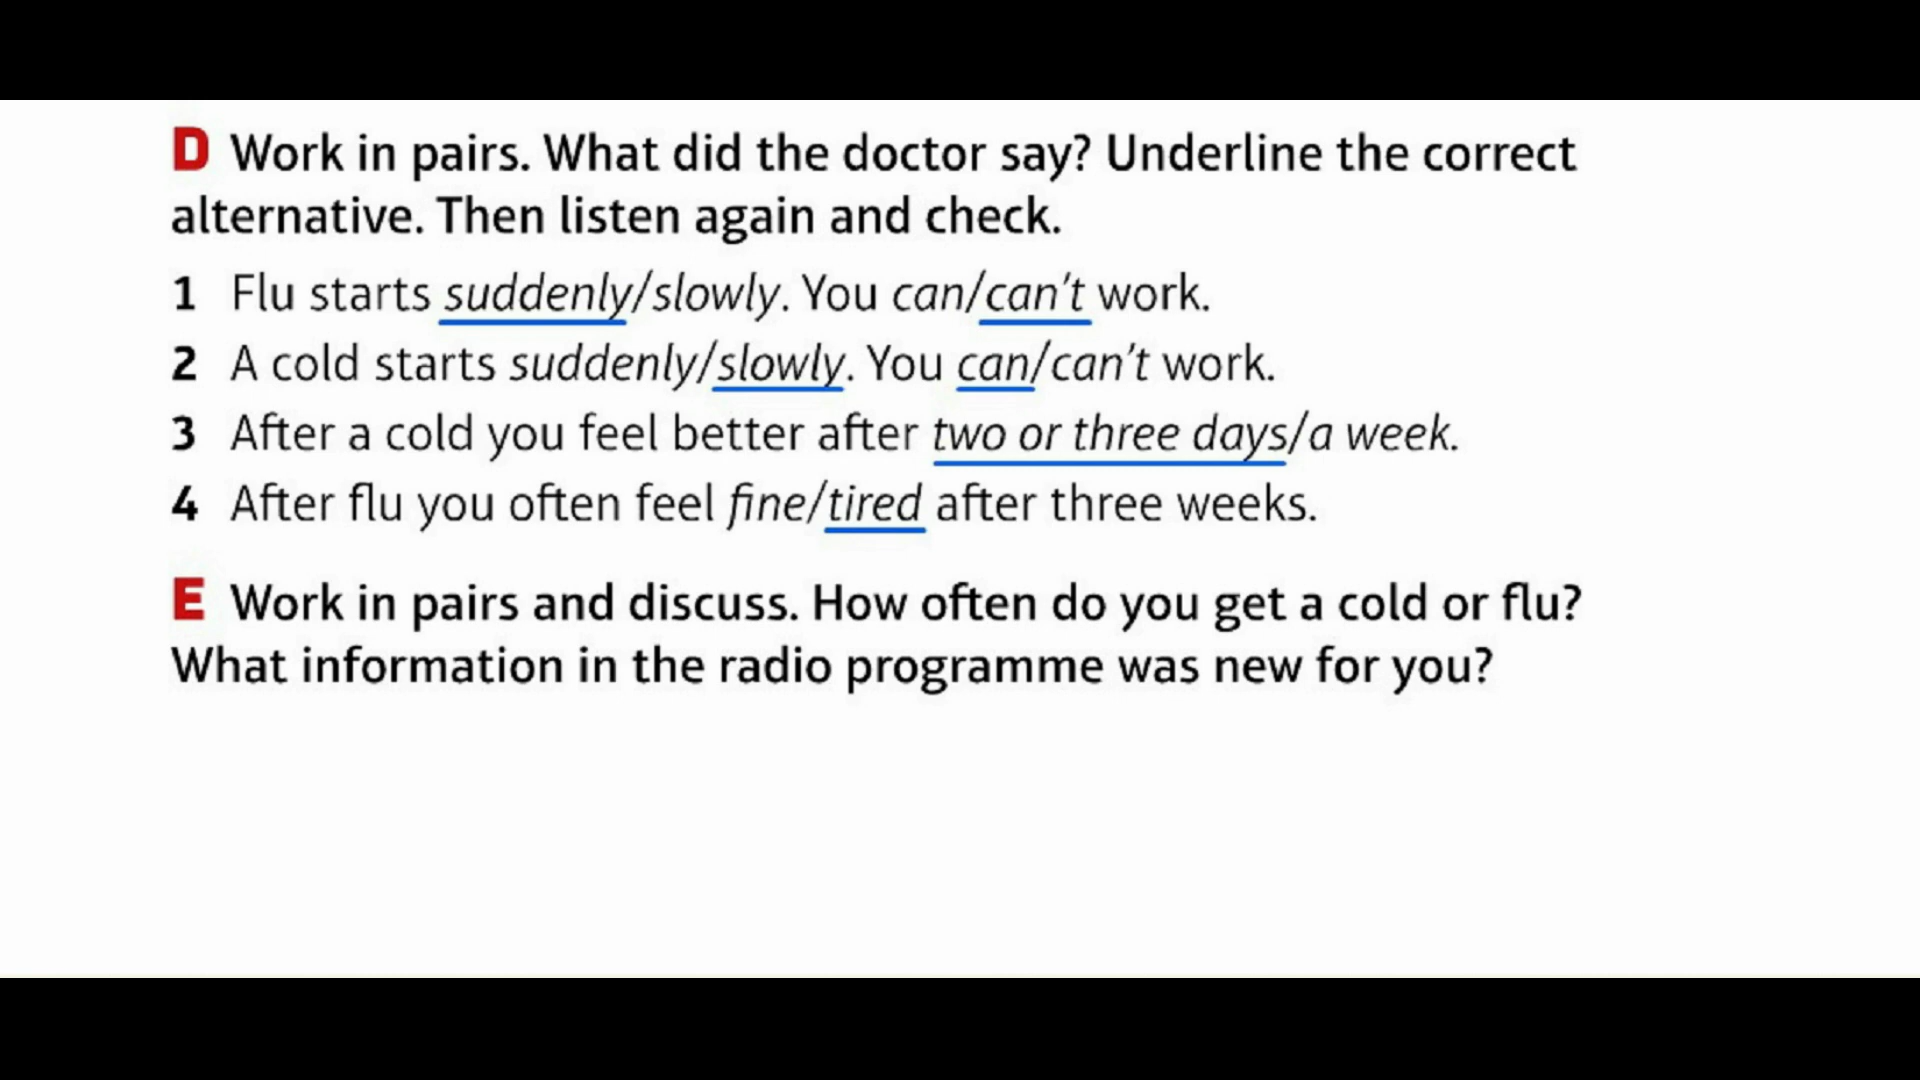 D Work in pairs. What did the doctor say? Underline the correct
alternative. Then listen again and check.
1 Flu starts suddenly/slowly. You can/can't work.
2 A cold starts suddenly/slowly. You can/can't work.
3 After a cold you feel better after two or three days/a week.
4 After flu you often feel fine/tired after three weeks.
E Work in pairs and discuss. How often do you get a cold or flu?
What information in the radio programme was new for you?